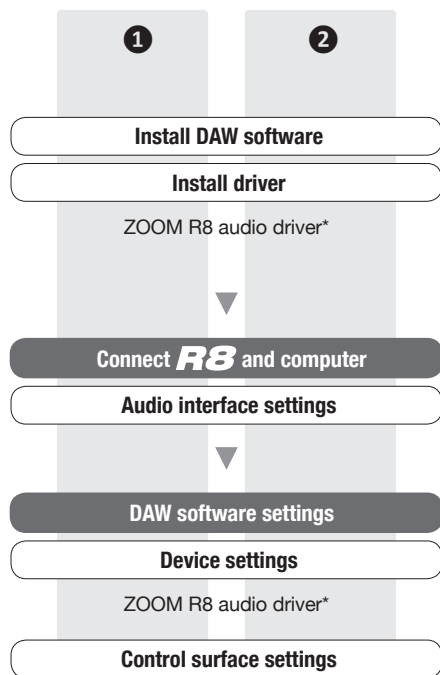 1 2
Install DAW software
Install driver
ZOOM R8 audio driver*
Connect R8 and computer
Audio interface settings
DAW software settings
Device settings
ZOOM R8 audio driver*
Control surface settings